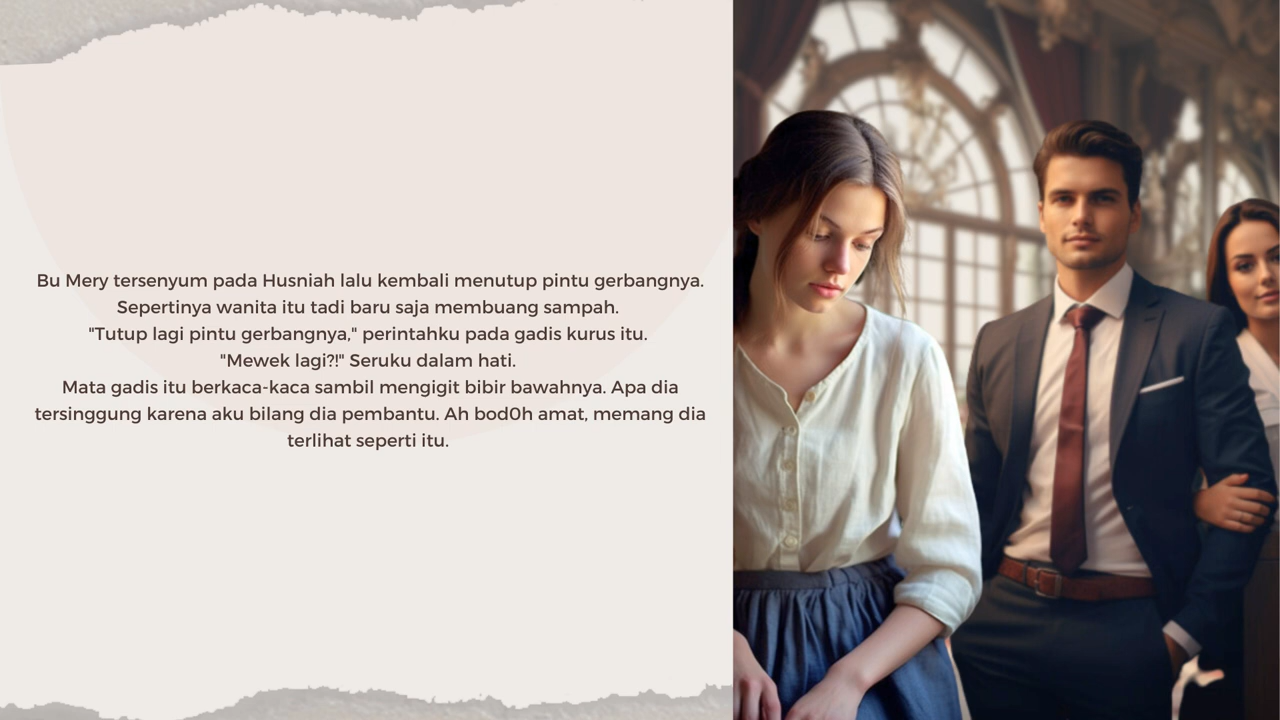 Bu Mery tersenyum pada Husniah lalu kembali menutup pintu gerbangnya.
Sepertinya wanita itu tadi baru saja membuang sampah.
"Tutup lagi pintu gerbangnya," perintahku pada gadis kurus itu.
"Mewek lagi?!" Seruku dalam hati.
Mata gadis itu berkaca-kaca sambil mengigit bibir bawahnya. Apa dia
tersinggung karena aku bilang dia pembantu. Ah bod0h amat, memang dia
terlihat seperti itu.